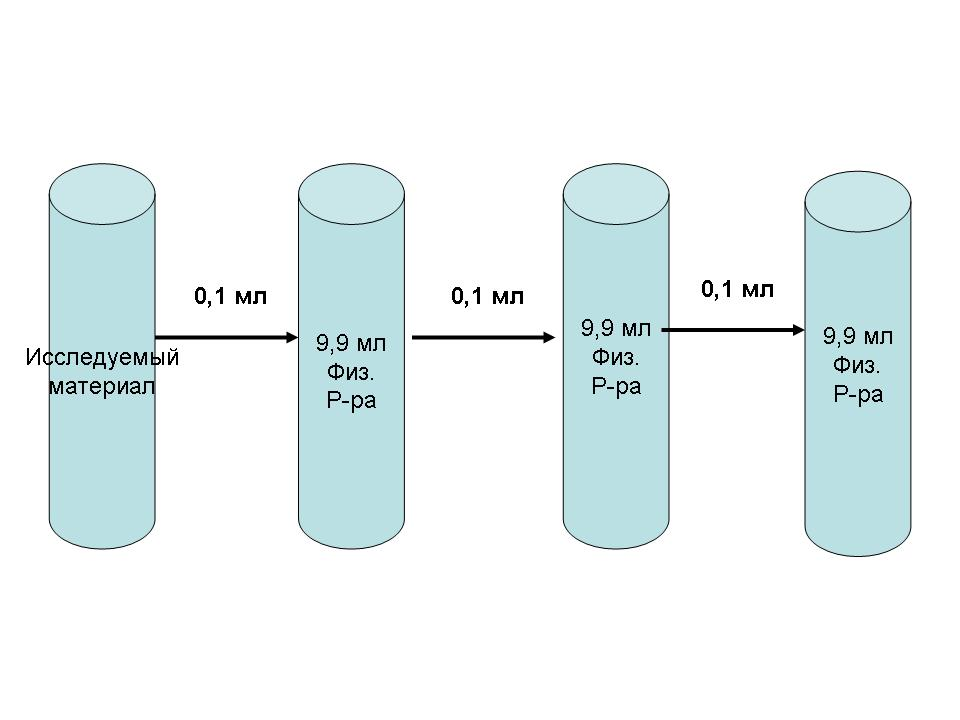 0,1 мл
0,1 мл
0,1 мл
Исследуемый
материал
9,9 мл
Физ.
Р-ра
9,9 мл
Физ.
Р-ра
9,9 мл
Физ.
Р-ра